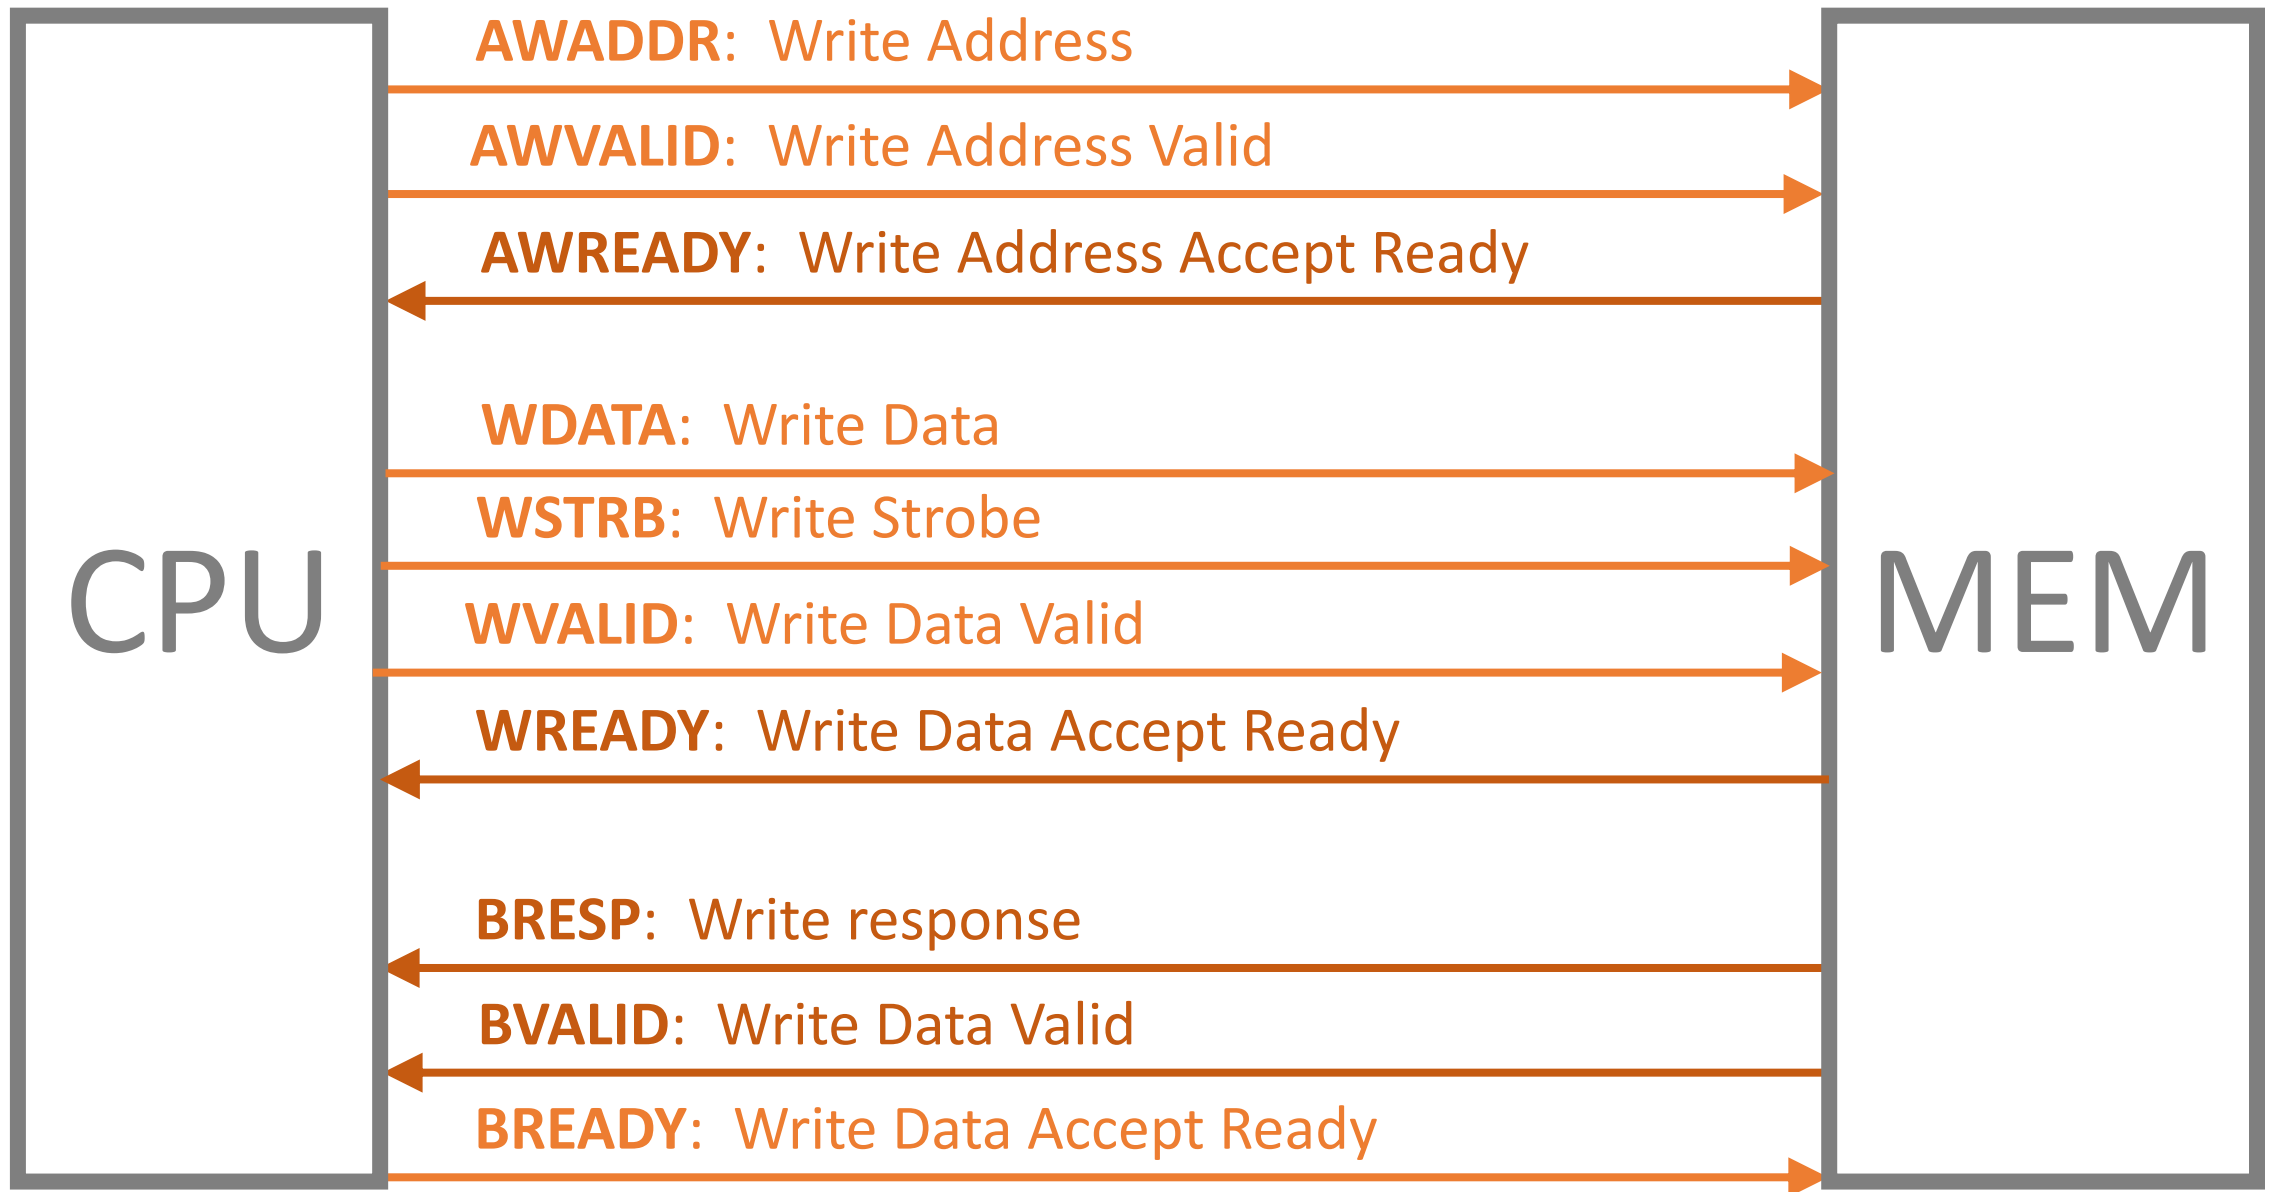 AWADDR: Write Address
AWVALID: Write Address Valid
AWREADY: Write Address Accept Ready
WDATA: Write Data
WSTRB: Write Strobe
CPU
MEM
WVALID: Write Data Valid
WREADY: Write Data Accept Ready
BRESP: Write response
BVALID: Write Data Valid
BREADY: Write Data Accept Ready